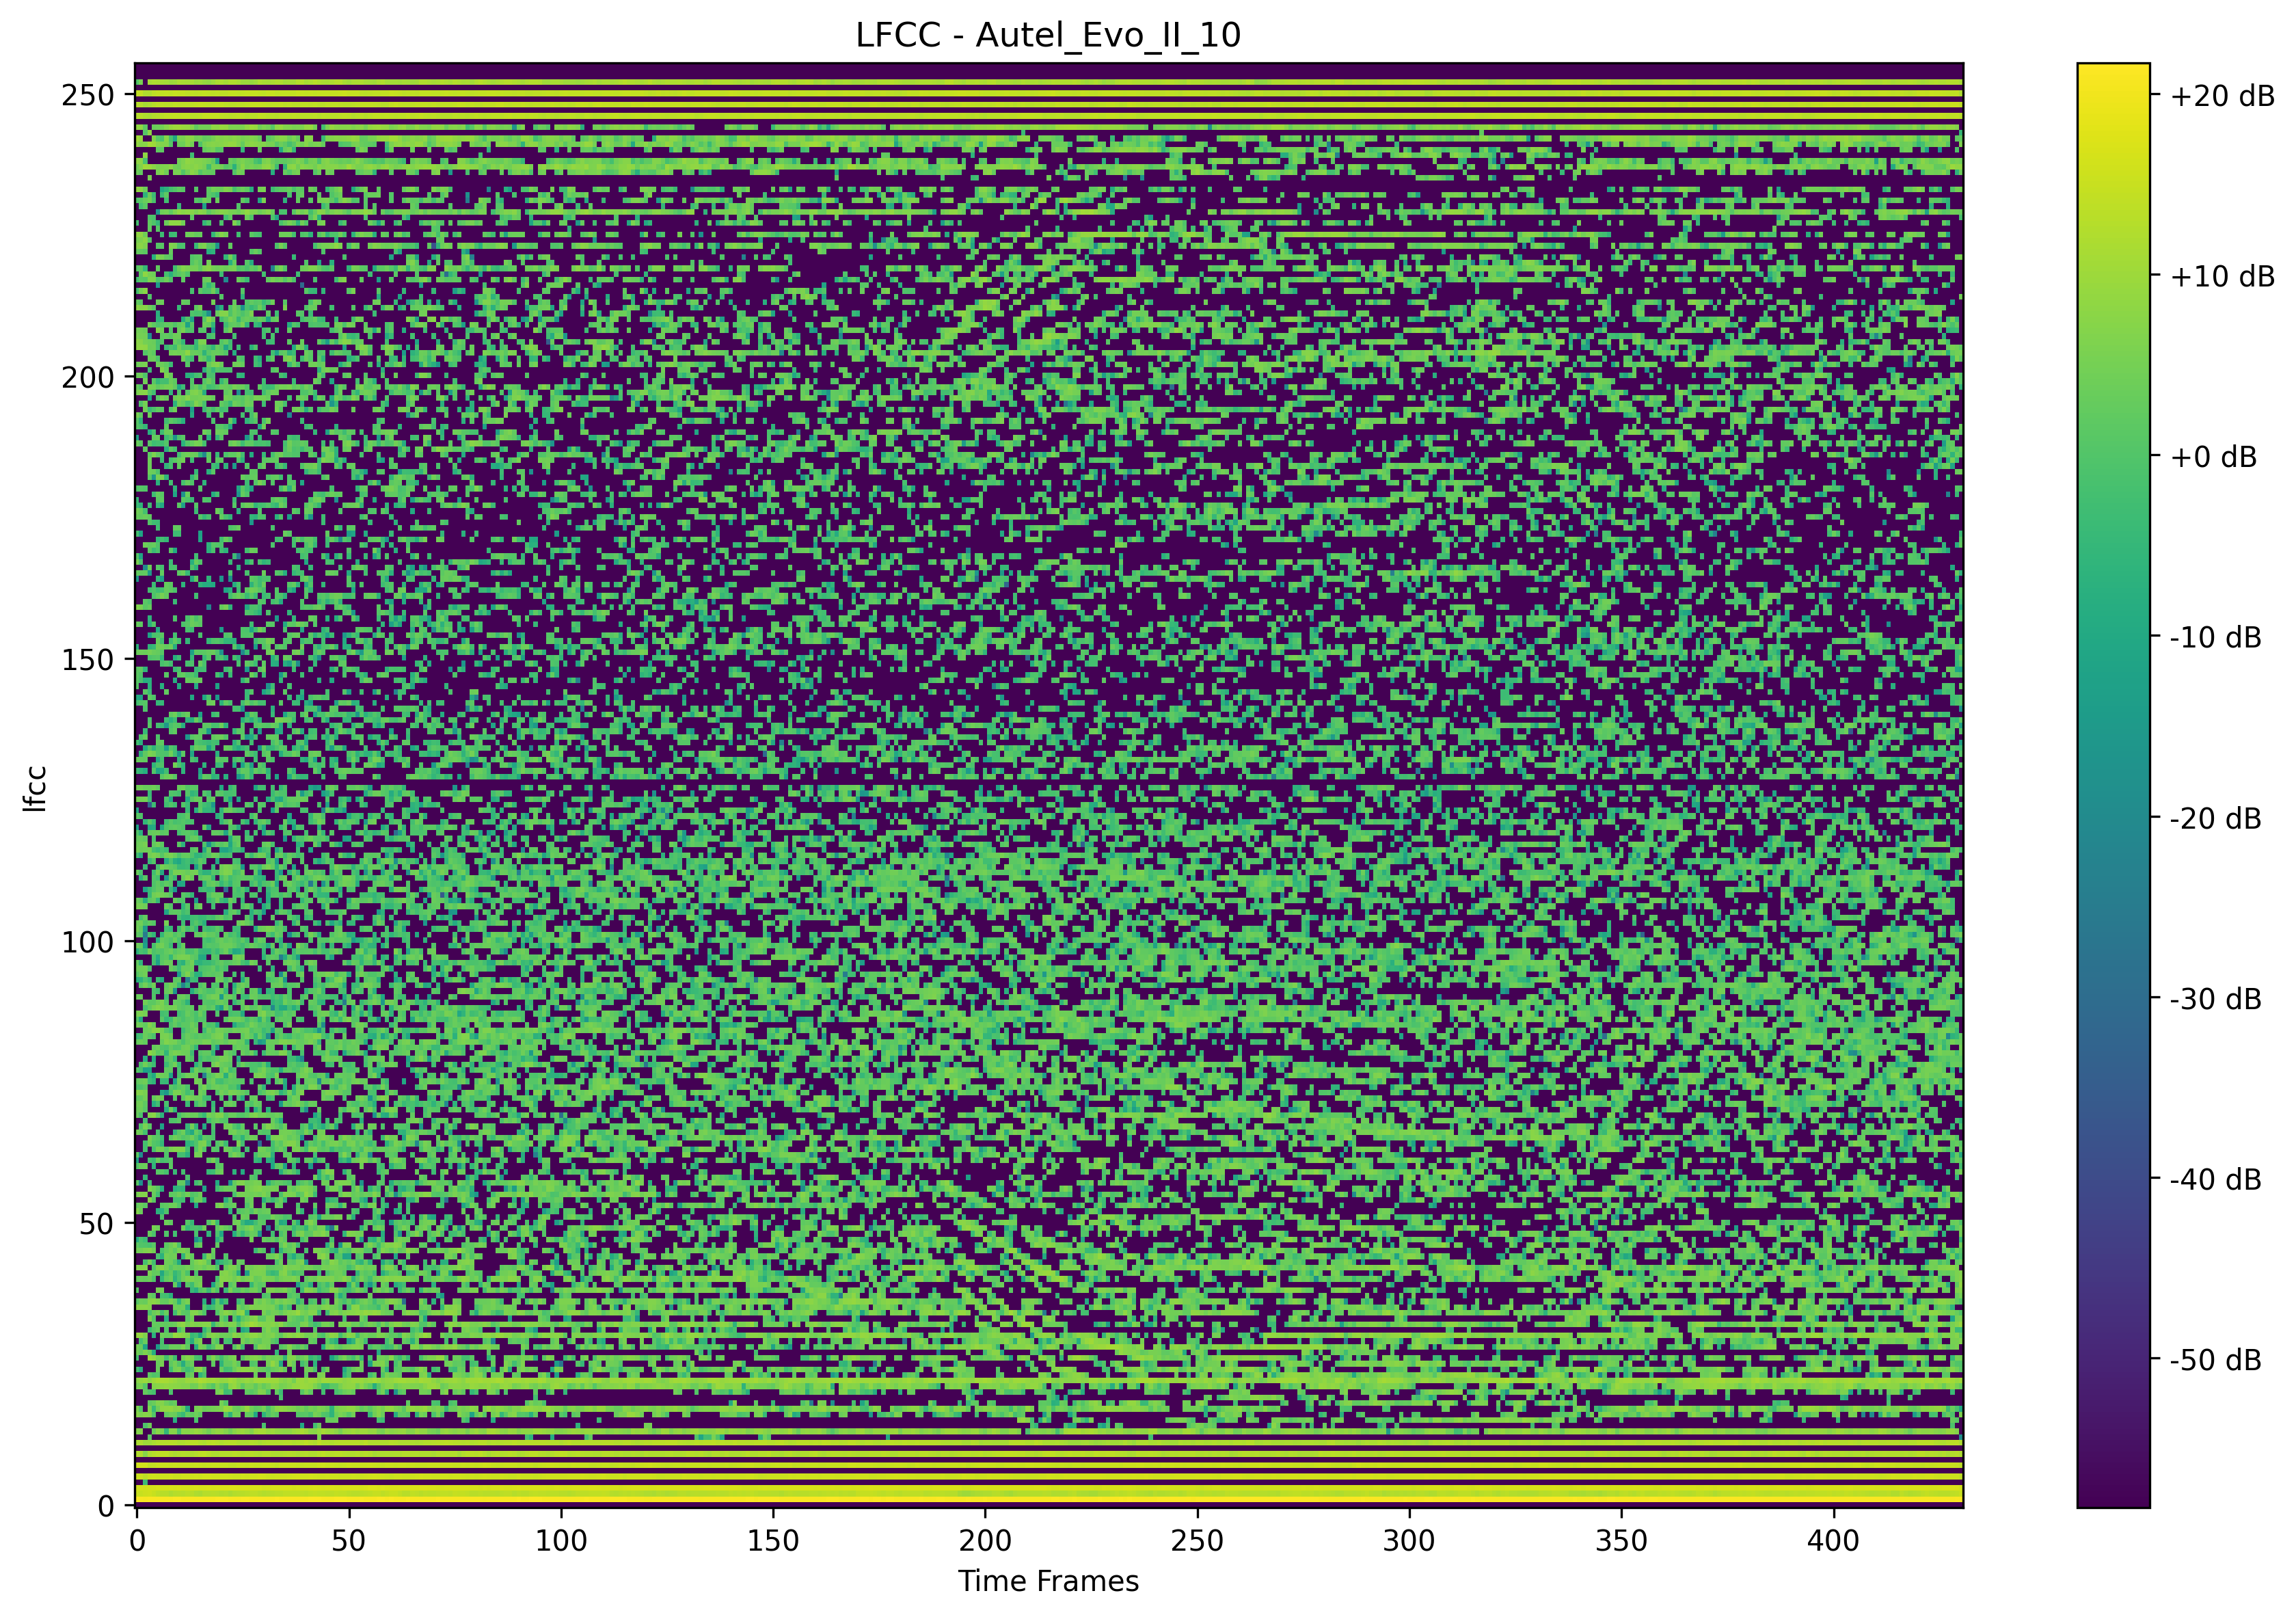 LFCC - Autel_Evo_II_10
250
200
150
100
50
0
lfcc
0 50 100 150 200 250 300 350 400
Time Frames
+20 dB
+10 dB
+0 dB
-10 dB
-20 dB
-30 dB
-40 dB
-50 dB